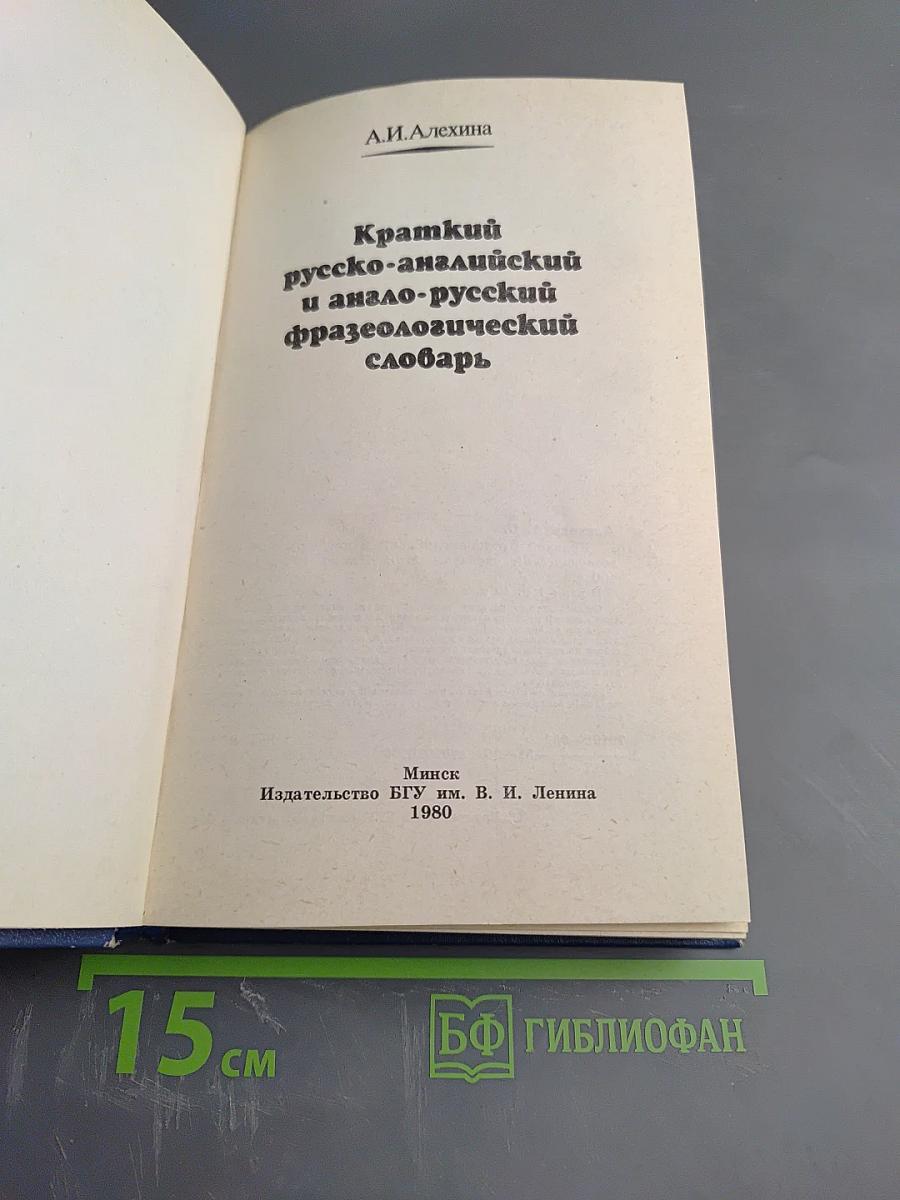 А.И.Алехина
Краткий
русско-английский
и англо-русский
фразеологический
словарь
Минск
Издательство БГУ им. В. И. Ленина
1980
15 см
БФ ГИБЛИОФАН